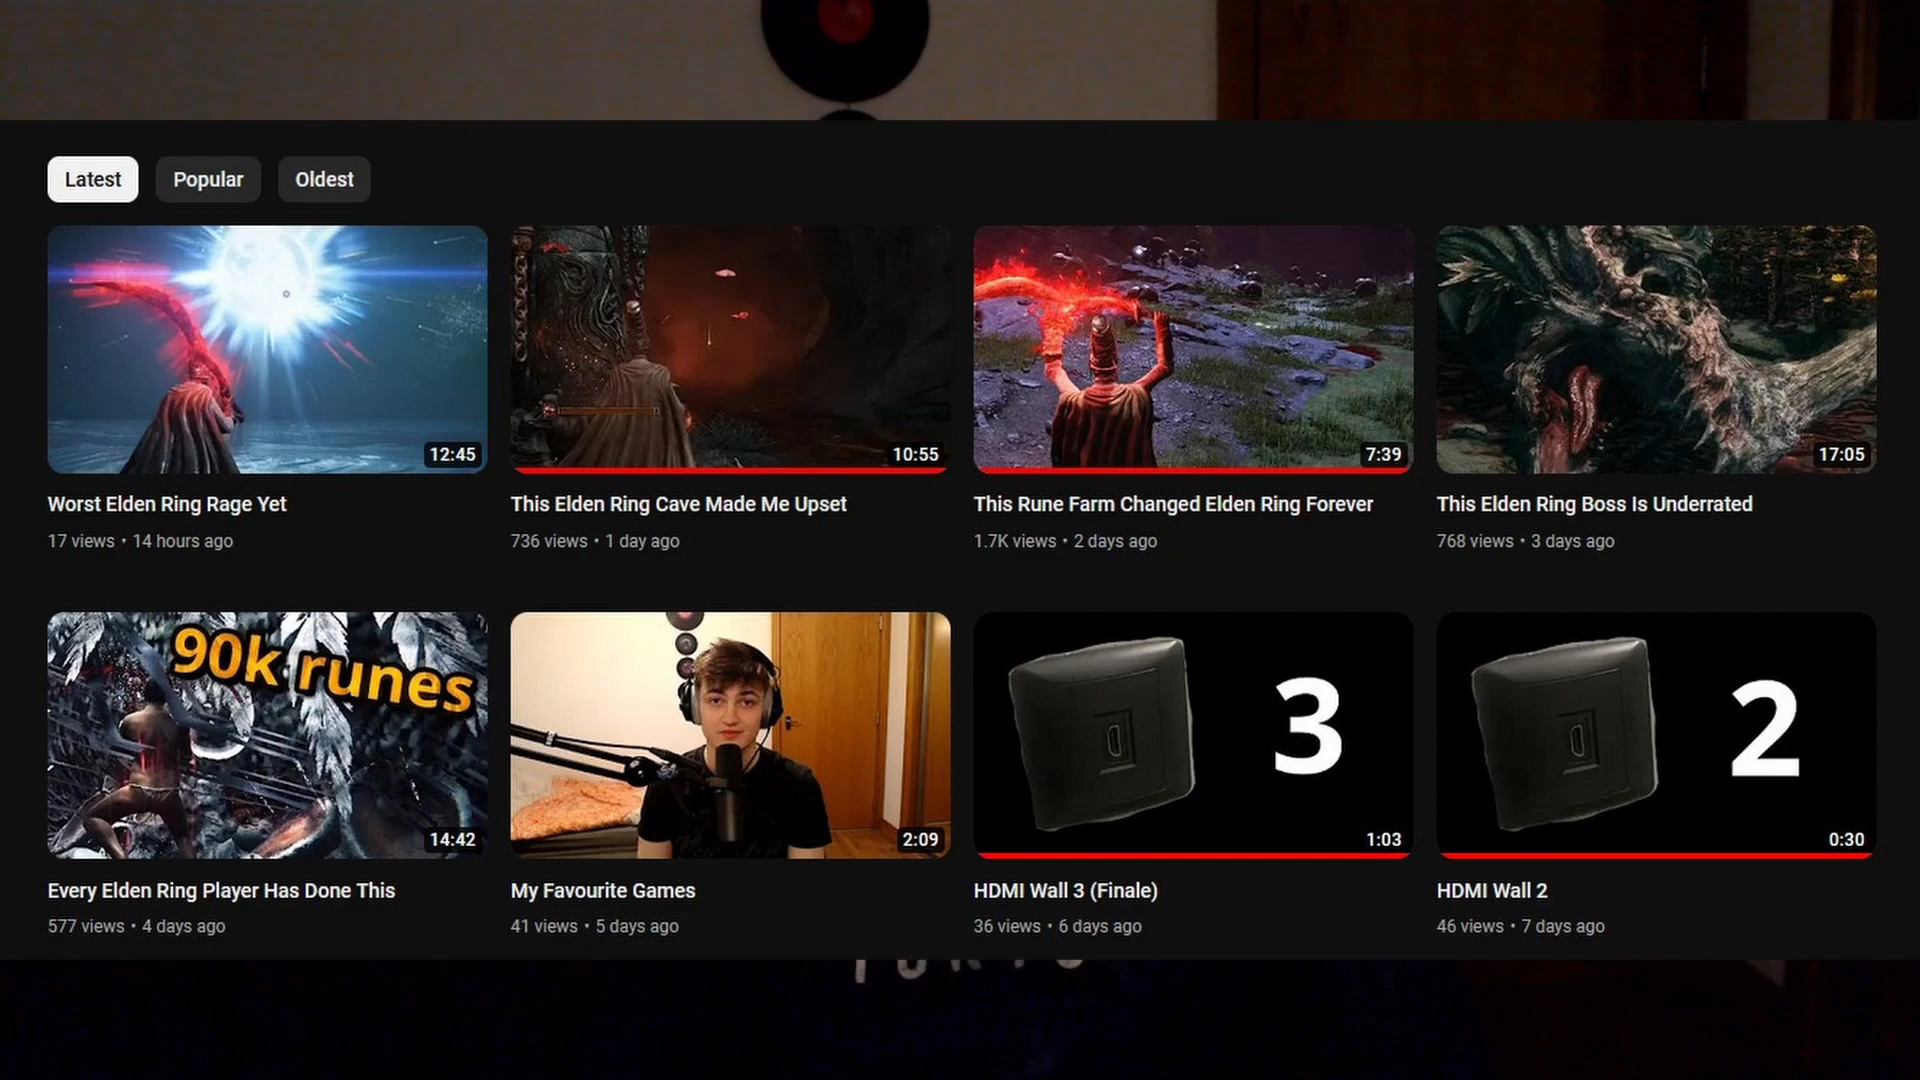 Latest
Popular
Oldest
12:45
10:55
7:39
17:05
Worst Elden Ring Rage Yet
This Elden Ring Cave Made Me Upset
This Rune Farm Changed Elden Ring Forever
This Elden Ring Boss Is Underrated
17 views • 14 hours ago
736 views • 1 day ago
1.7K views • 2 days ago
768 views • 3 days ago
90k runes
3
2
14:42
2:09
1:03
0:30
Every Elden Ring Player Has Done This
My Favourite Games
HDMI Wall 3 (Finale)
HDMI Wall 2
577 views • 4 days ago
41 views • 5 days ago
36 views • 6 days ago
46 views • 7 days ago